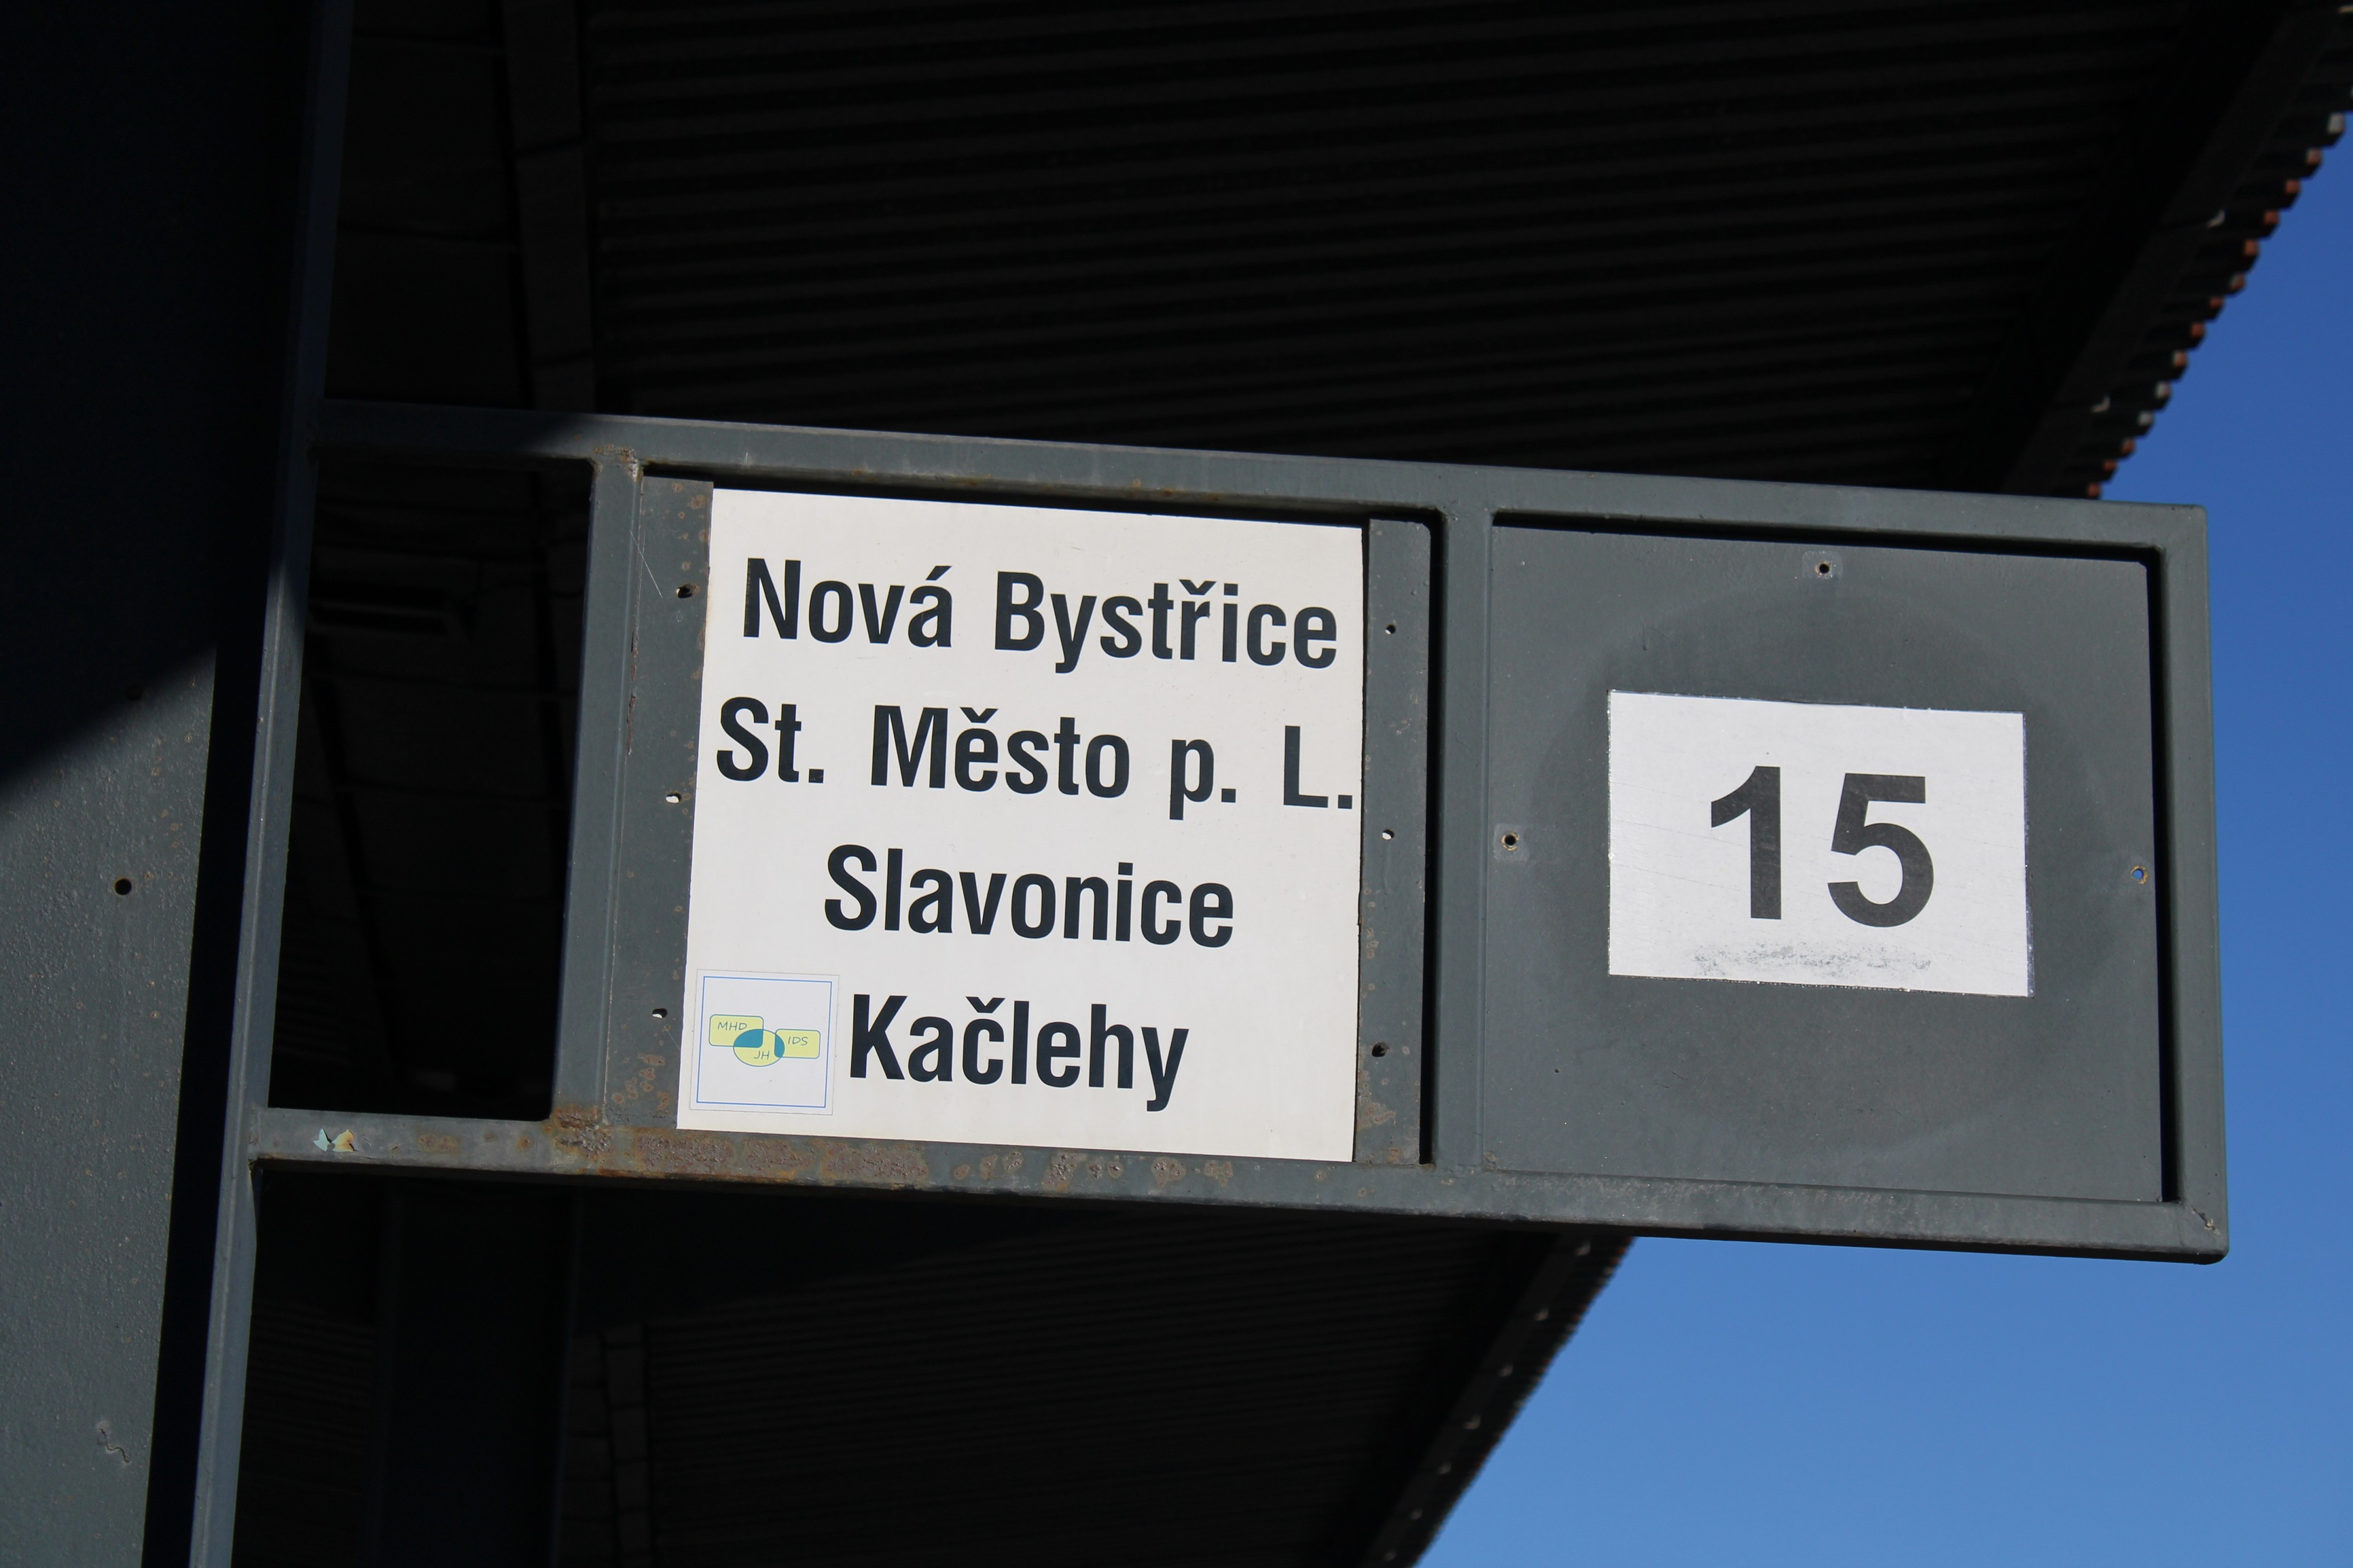 Nová Bystřice
St. Město p. L.
Slavonice
Kačlehy
MHD
JH
IDS
15